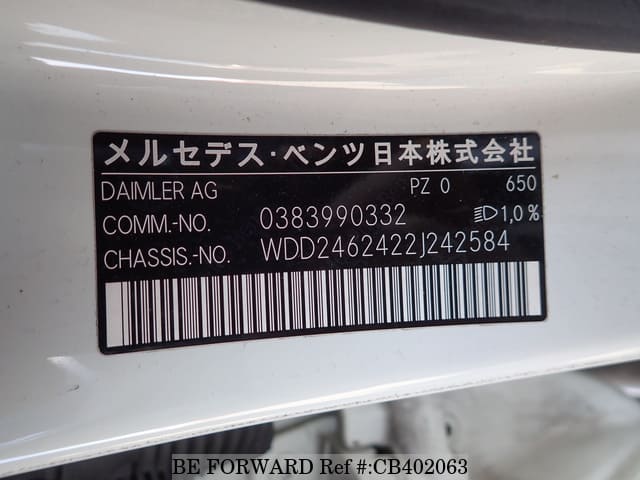 メルセデス・ベンツ日本株式会社
DAIMLER AG PZ 0 650
COMM.-NO. 0383990332 1,0%
CHASSIS.-NO. WDD2462422J242584
BE FORWARD Ref #:CB402063